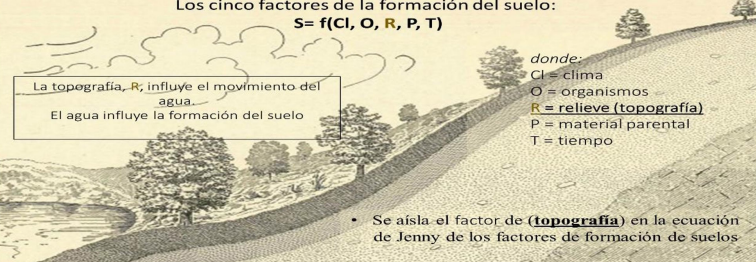 Los cinco factores de la formación del suelo:
S= f(Cl, O, R, P, T)
La topografía, R, influye el movimiento del
agua.
El agua influye la formación del suelo
donde:
Cl = clima
O = organismos
R = relieve (topografía)
P = material parental
T = tiempo
• Se aísla el factor de (topografía) en la ecuación
de Jenny de los factores de formación de suelos